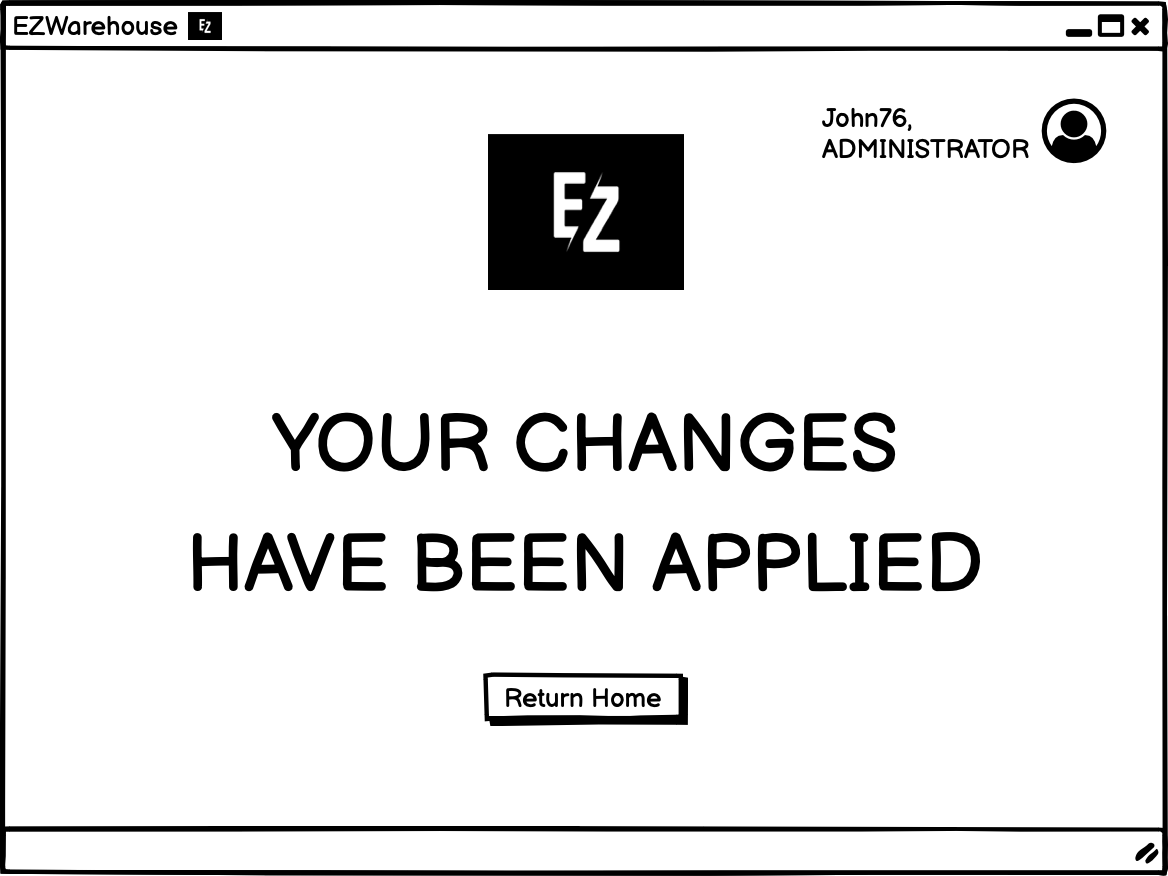 EZWarehouse EZ
John76,
ADMINISTRATOR
EZ
YOUR CHANGES
HAVE BEEN APPLIED
Return Home